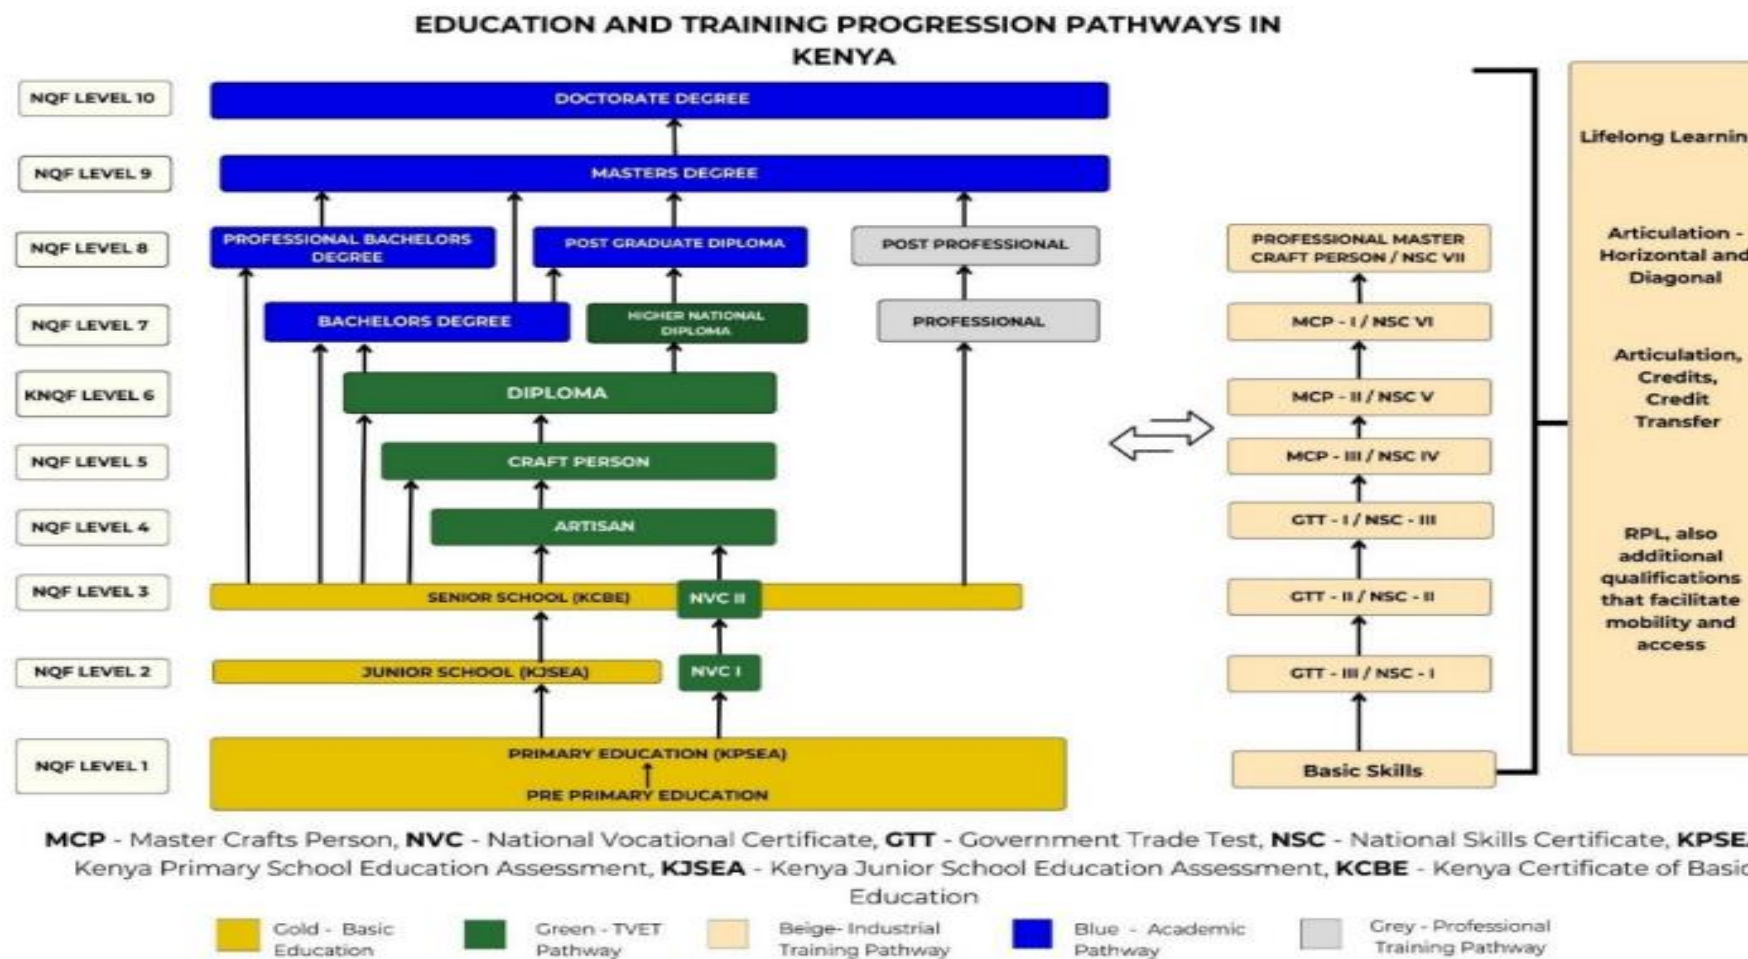 EDUCATION AND TRAINING PROGRESSION PATHWAYS IN
KENYA
NQF LEVEL 10
DOCTORATE DEGREE
NQF LEVEL 9
MASTERS DEGREE
NQF LEVEL 8
PROFESSIONAL BACHELORS
DEGREE
POST GRADUATE DIPLOMA
POST PROFESSIONAL
NQF LEVEL 7
BACHELORS DEGREE
HIGHER NATIONAL
DIPLOMA
PROFESSIONAL
KNQF LEVEL 6
DIPLOMA
NQF LEVEL 5
CRAFT PERSON
NQF LEVEL 4
ARTISAN
NQF LEVEL 3
SENIOR SCHOOL (KCBE)
NVC II
NQF LEVEL 2
JUNIOR SCHOOL (KJSEA)
NVC I
NQF LEVEL 1
PRIMARY EDUCATION (KPSEA)
PRE PRIMARY EDUCATION
PROFESSIONAL MASTER
CRAFT PERSON / NSC VII
MCP - I / NSC VI
MCP - II / NSC V
MCP - III / NSC IV
GTT - I / NSC - III
GTT - II / NSC - II
GTT - III / NSC - I
Basic Skills
Lifelong Learnin
Articulation -
Horizontal and
Diagonal
Articulation,
Credits,
Credit
Transfer
RPL, also
additional
qualifications
that facilitate
mobility and
access
MCP - Master Crafts Person, NVC - National Vocational Certificate, GTT - Government Trade Test, NSC - National Skills Certificate, KPSEA
Kenya Primary School Education Assessment, KJSEA - Kenya Junior School Education Assessment, KCBE - Kenya Certificate of Basic
Education
Gold - Basic
Education
Green - TVET
Pathway
Beige- Industrial
Training Pathway
Blue - Academic
Pathway
Grey - Professional
Training Pathway